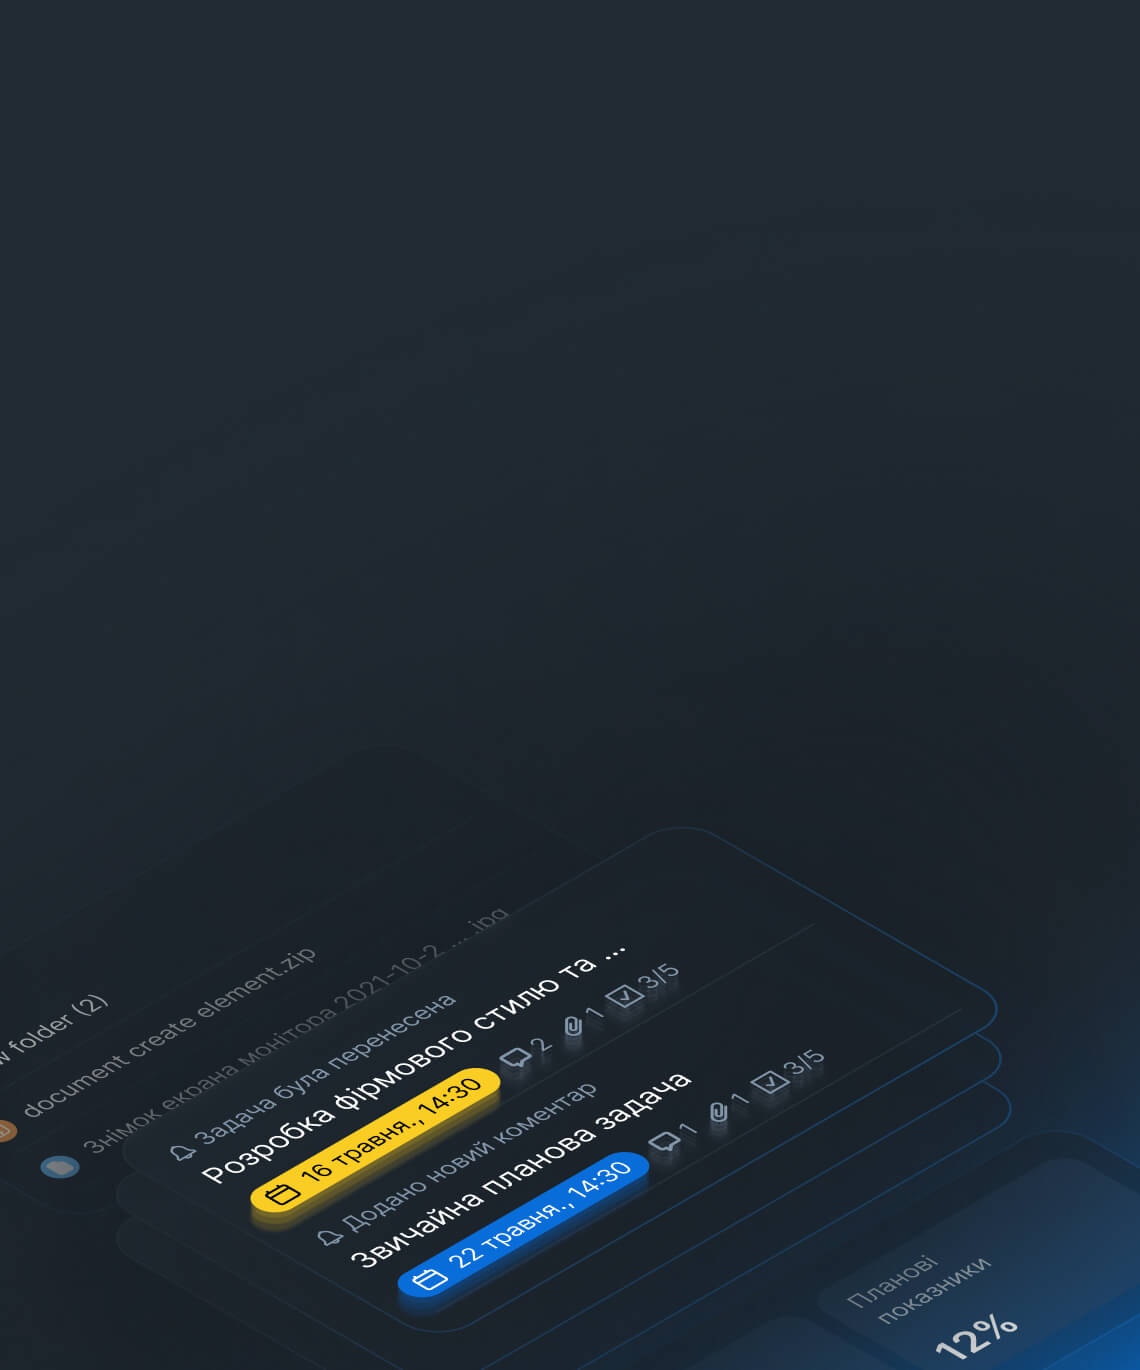 w folder (2)
document create element.zip
Знімок екрана монітора 2021-10-2... .jpg
Задача була перенесена
Розробка фірмового стилю та ...
16 травня., 14:30
2
1
3/5
Додано новий коментар
Звичайна планова задача
22 травня., 14:30
1
1
3/5
Планові
показники
12%